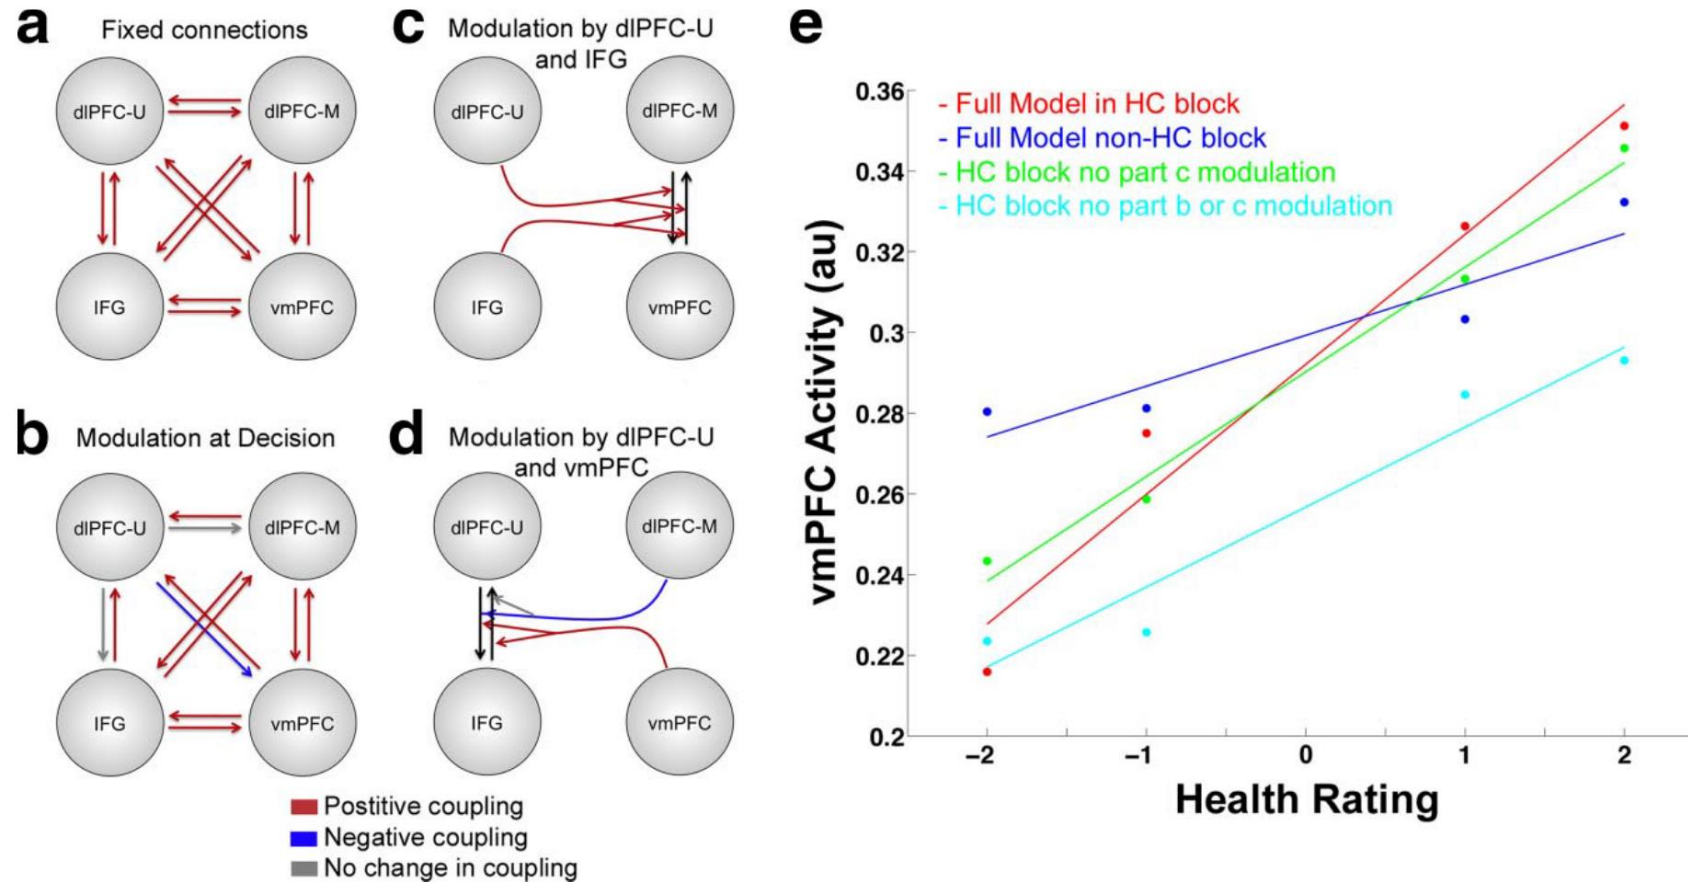 a
Fixed connections
dlPFC-U
dlPFC-M
IFG
vmPFC
b
Modulation at Decision
dlPFC-U
dlPFC-M
IFG
vmPFC
c
Modulation by dlPFC-U
and IFG
dlPFC-U
dlPFC-M
IFG
vmPFC
d
Modulation by dlPFC-U
and vmPFC
dlPFC-U
dlPFC-M
IFG
vmPFC
Postitive coupling
Negative coupling
No change in coupling
e
- Full Model in HC block
- Full Model non-HC block
- HC block no part c modulation
- HC block no part b or c modulation
vmPFC Activity (au)
0.36
0.34
0.32
0.3
0.28
0.26
0.24
0.22
0.2
−2 −1 0 1 2
Health Rating